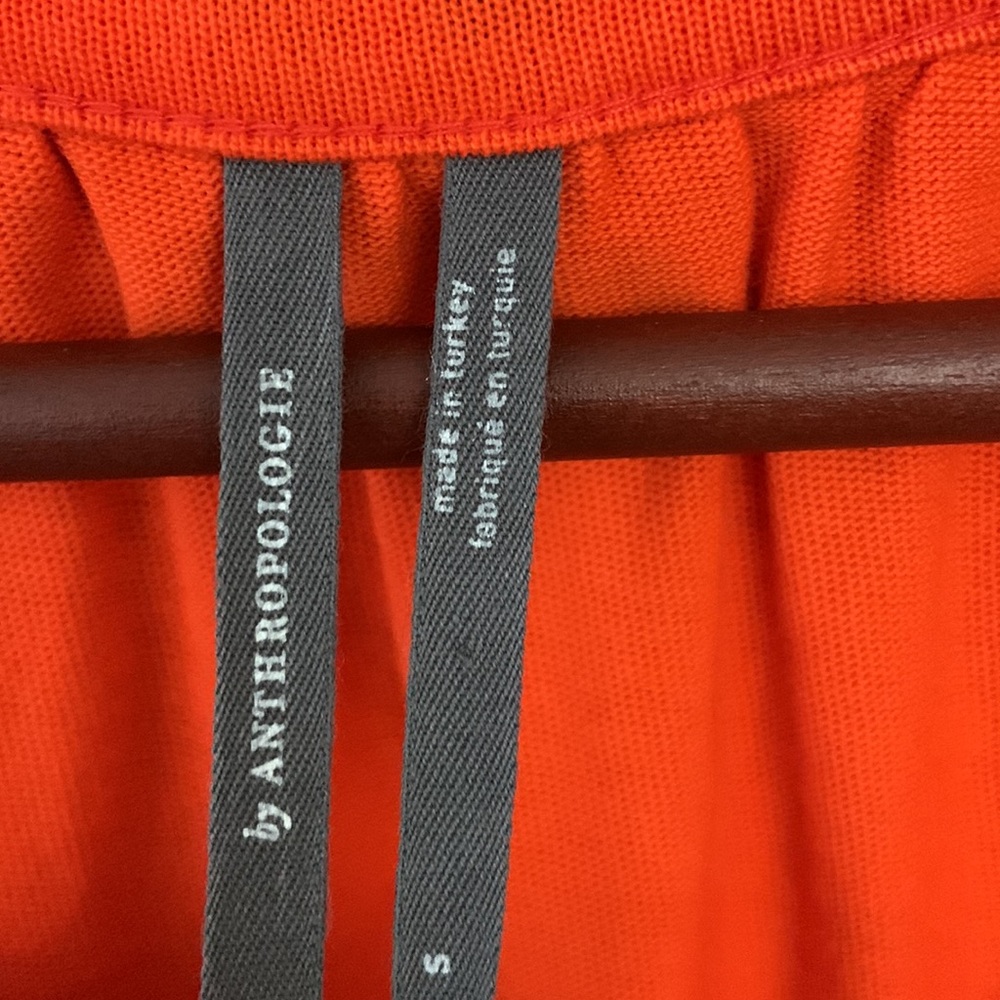 by ANTHROPOLOGIE
made in turkey
fabriqué en turquie
S